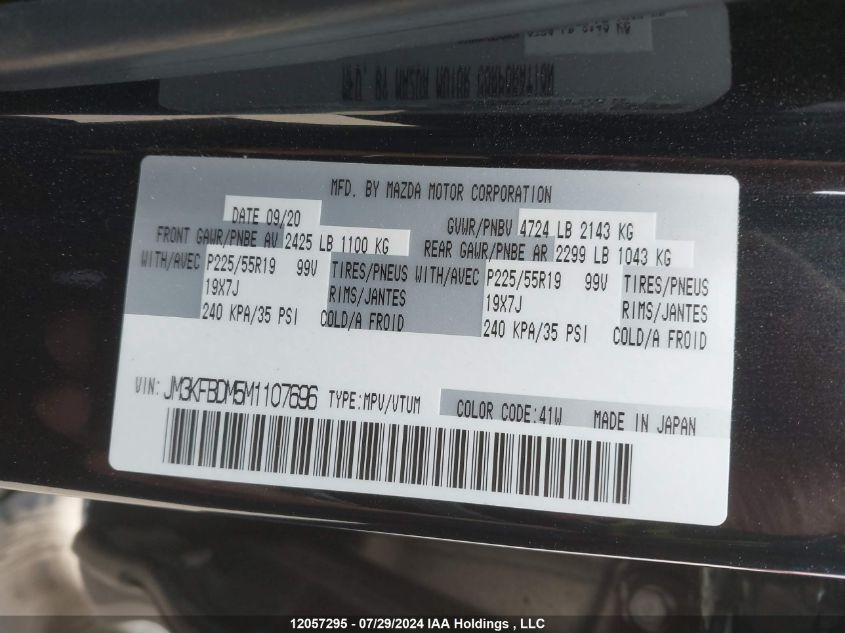 MFD. BY MAZDA MOTOR CORPORATION
DATE 09/20 GVWR/PNBV 4724 LB 2143 KG
FRONT GAWR/PNBE AV 2425 LB 1100 KG REAR GAWR/PNBE AR 2299 LB 1043 KG
WITH/AVEC P225/55R19 99V TIRES/PNEUS WITH/AVEC P225/55R19 99V TIRES/PNEUS
19X7J RIMS/JANTES 19X7J RIMS/JANTES
240 KPA/35 PSI COLD/A FROID 240 KPA/35 PSI COLD/A FROID
VIN: JM3KFBDM5M1107696 TYPE:MPV/VTUM COLOR CODE:41W MADE IN JAPAN
12057295 - 07/29/2024 IAA Holdings , LLC